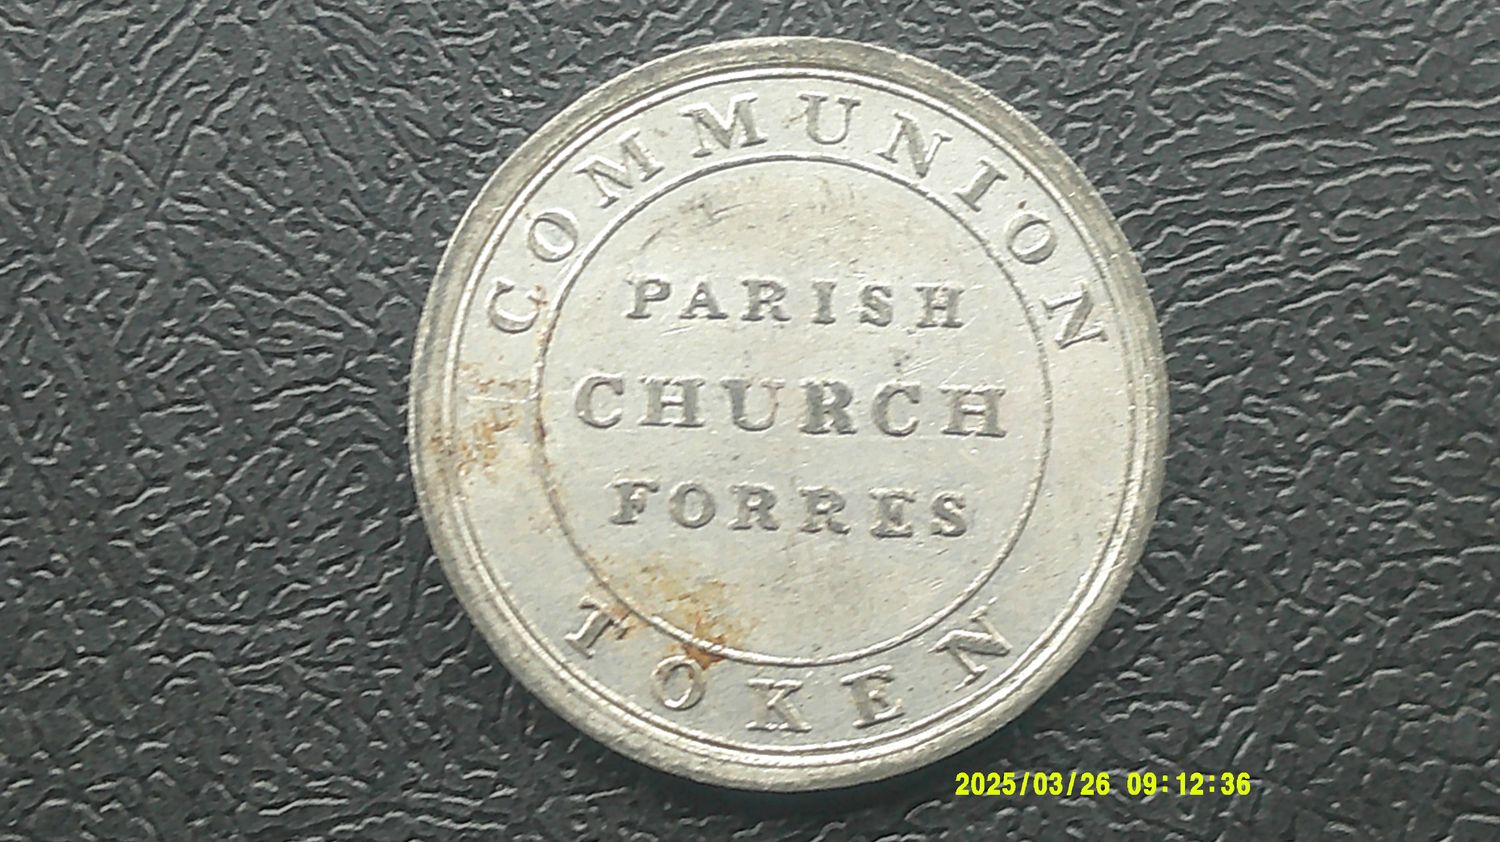 COMMUNION
PARISH
CHURCH
FORRES
TOKEN
2025/03/26 09:12:36